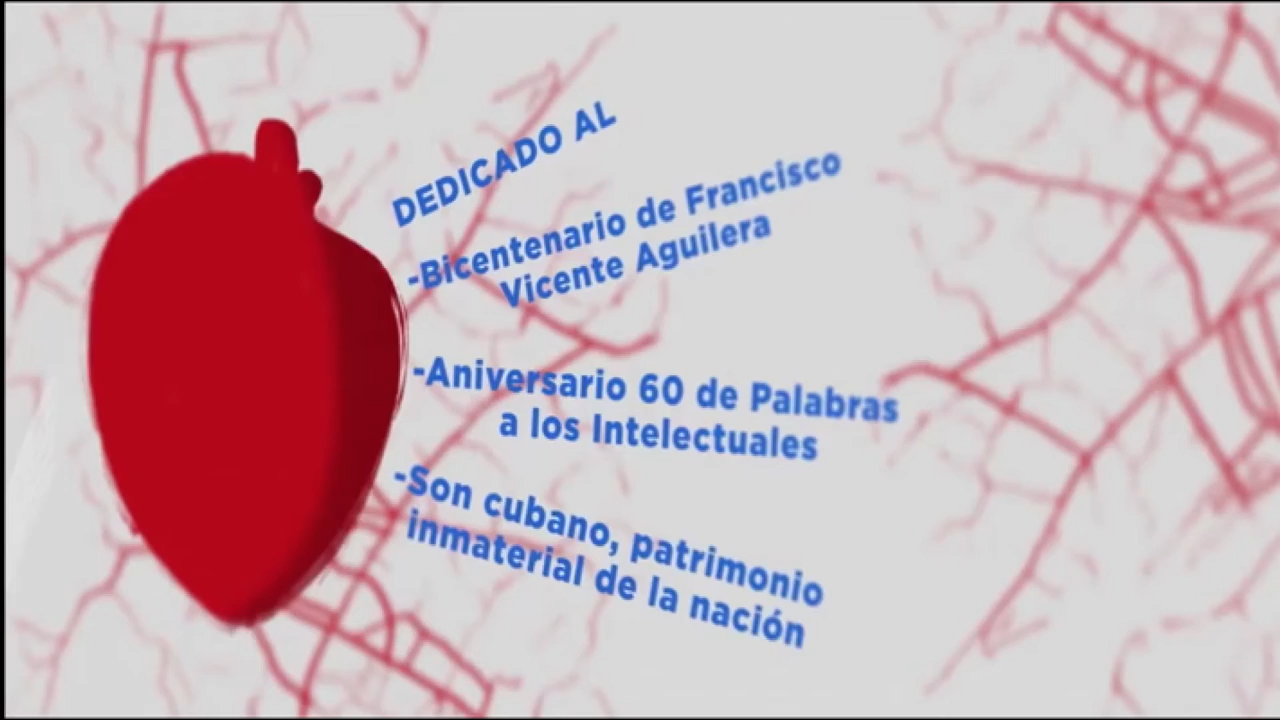 DEDICADO AL
-Bicentenario de Francisco
Vicente Aguilera
-Aniversario 60 de Palabras
a los Intelectuales
-Son cubano, patrimonio
inmaterial de la nación